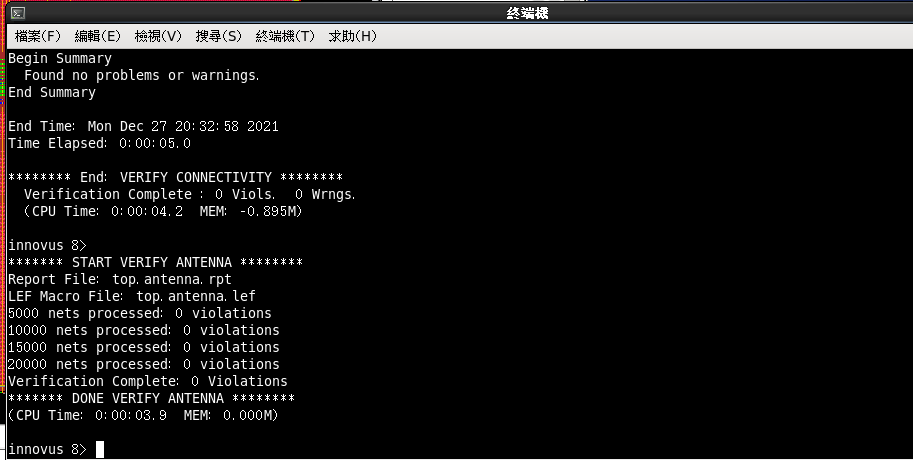 終端機
檔案(F) 編輯(E) 檢視(V) 搜尋(S) 終端機(T) 求助(H)
Begin Summary
  Found no problems or warnings.
End Summary
End Time: Mon Dec 27 20:32:58 2021
Time Elapsed: 0:00:05.0
******** End: VERIFY CONNECTIVITY ********
  Verification Complete : 0 Viols.  0 Wrngs.
  (CPU Time: 0:00:04.2  MEM: -0.895M)
innovus 8>
******* START VERIFY ANTENNA ********
Report File: top.antenna.rpt
LEF Macro File: top.antenna.lef
5000 nets processed: 0 violations
10000 nets processed: 0 violations
15000 nets processed: 0 violations
20000 nets processed: 0 violations
Verification Complete: 0 Violations
******* DONE VERIFY ANTENNA ********
(CPU Time: 0:00:03.9  MEM: 0.000M)
innovus 8>